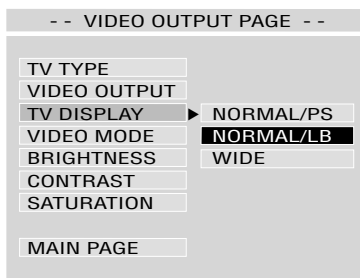 - - VIDEO OUTPUT PAGE - -
TV TYPE
VIDEO OUTPUT
TV DISPLAY
NORMAL/PS
VIDEO MODE
NORMAL/LB
BRIGHTNESS
WIDE
CONTRAST
SATURATION
MAIN PAGE